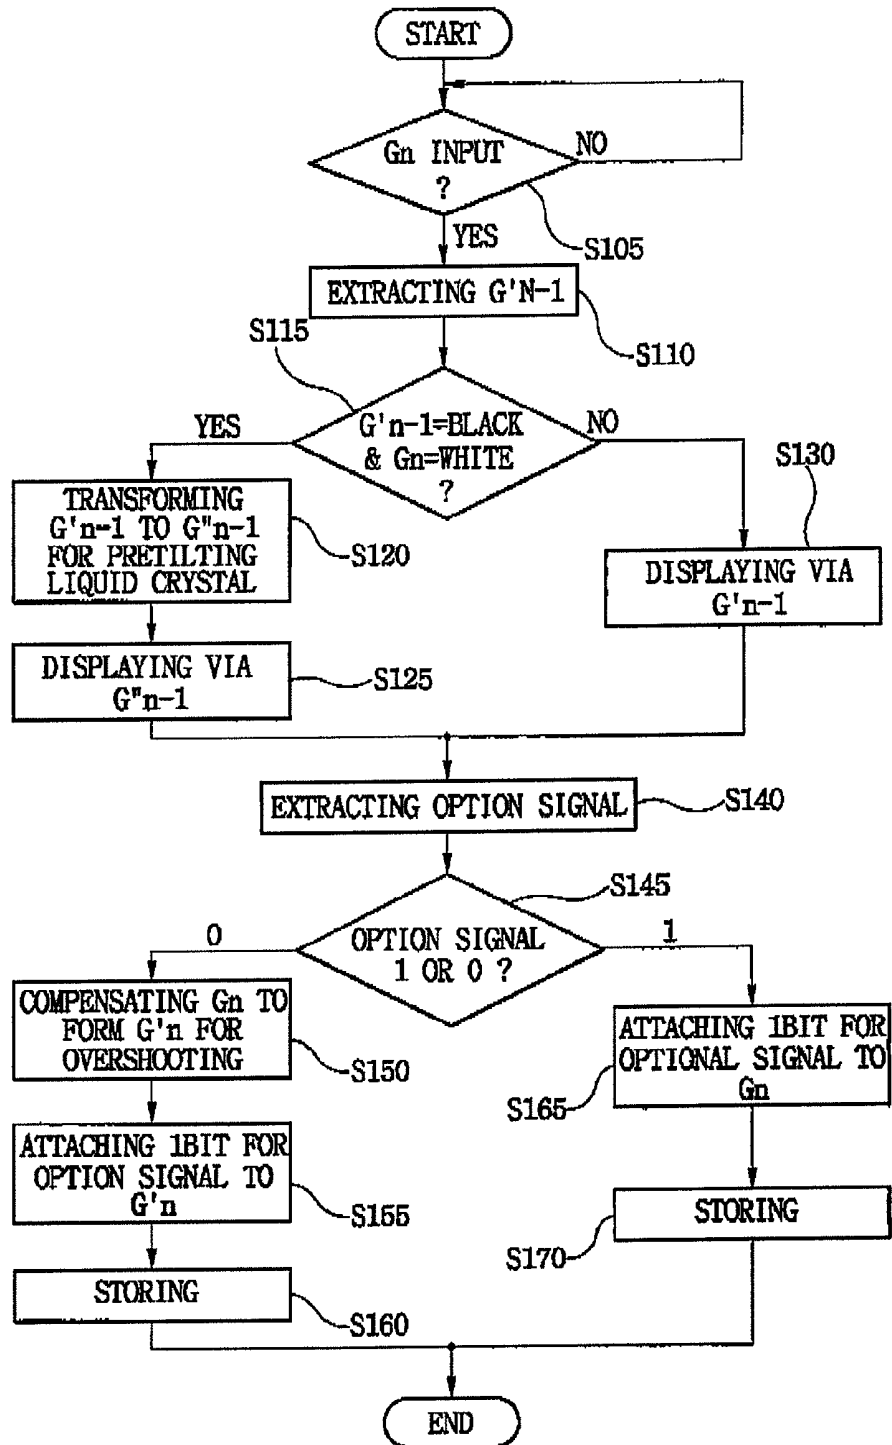 START
Gn INPUT
?
NO
YES
S105
EXTRACTING G'N-1
S110
S115
G'n-1=BLACK
& Gn=WHITE
?
YES
NO
TRANSFORMING
G'n-1 TO G"n-1
FOR PRETILTING
LIQUID CRYSTAL
S120
S130
DISPLAYING VIA
G'n-1
DISPLAYING VIA
G"n-1
S125
EXTRACTING OPTION SIGNAL
S140
S145
OPTION SIGNAL
1 OR 0 ?
0
1
COMPENSATING Gn TO
FORM G'n FOR
OVERSHOOTING
S150
ATTACHING 1BIT FOR
OPTIONAL SIGNAL TO
Gn
S165
ATTACHING 1BIT FOR
OPTION SIGNAL TO
G'n
S155
STORING
S170
STORING
S160
END